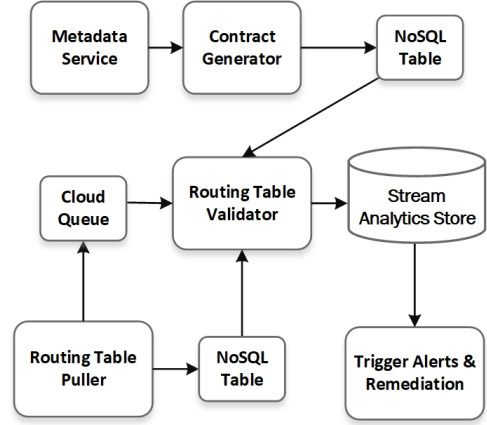 Metadata
Service
Contract
Generator
NoSQL
Table
Cloud
Queue
Routing Table
Validator
Stream
Analytics Store
Routing Table
Puller
NoSQL
Table
Trigger Alerts &
Remediation